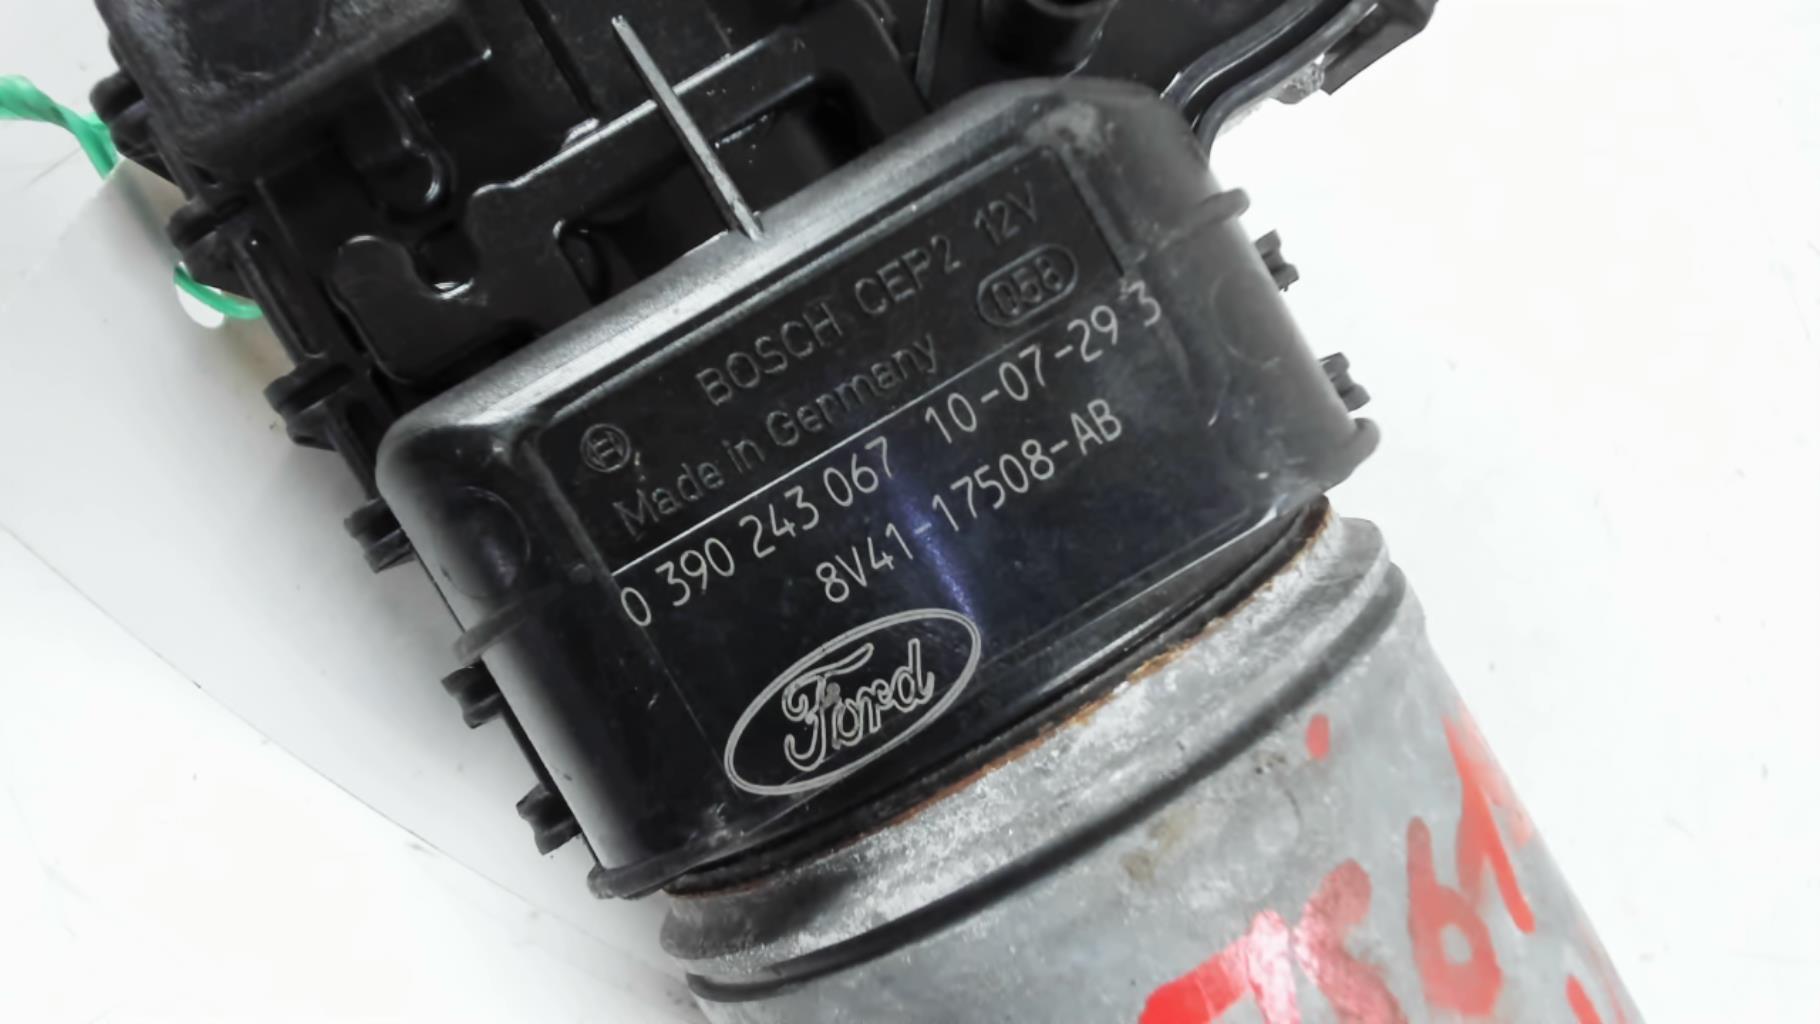 BOSCH CEP2 12V
Made in Germany 058
0 390 243 067 10-07-29 3
8V41-17508-AB
Ford